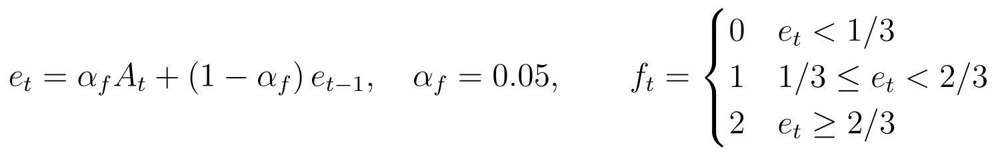 e_t = α_f A_t + (1 − α_f) e_{t−1},   α_f = 0.05,   f_t = { 0   e_t < 1/3
1   1/3 ≤ e_t < 2/3
2   e_t ≥ 2/3